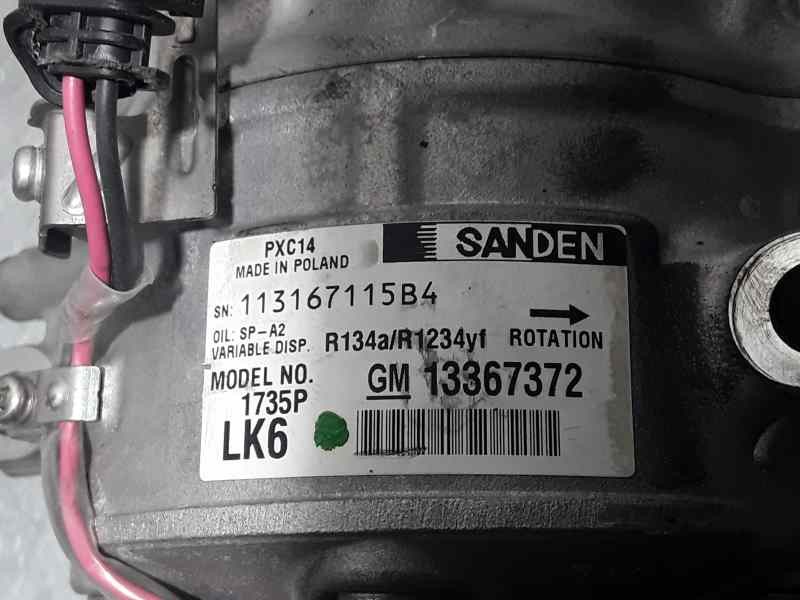 PXC14
SANDEN
MADE IN POLAND
SN: 113167115B4
OIL: SP-A2
VARIABLE DISP. R134a/R1234yf ROTATION
MODEL NO. GM 13367372
1735P
LK6